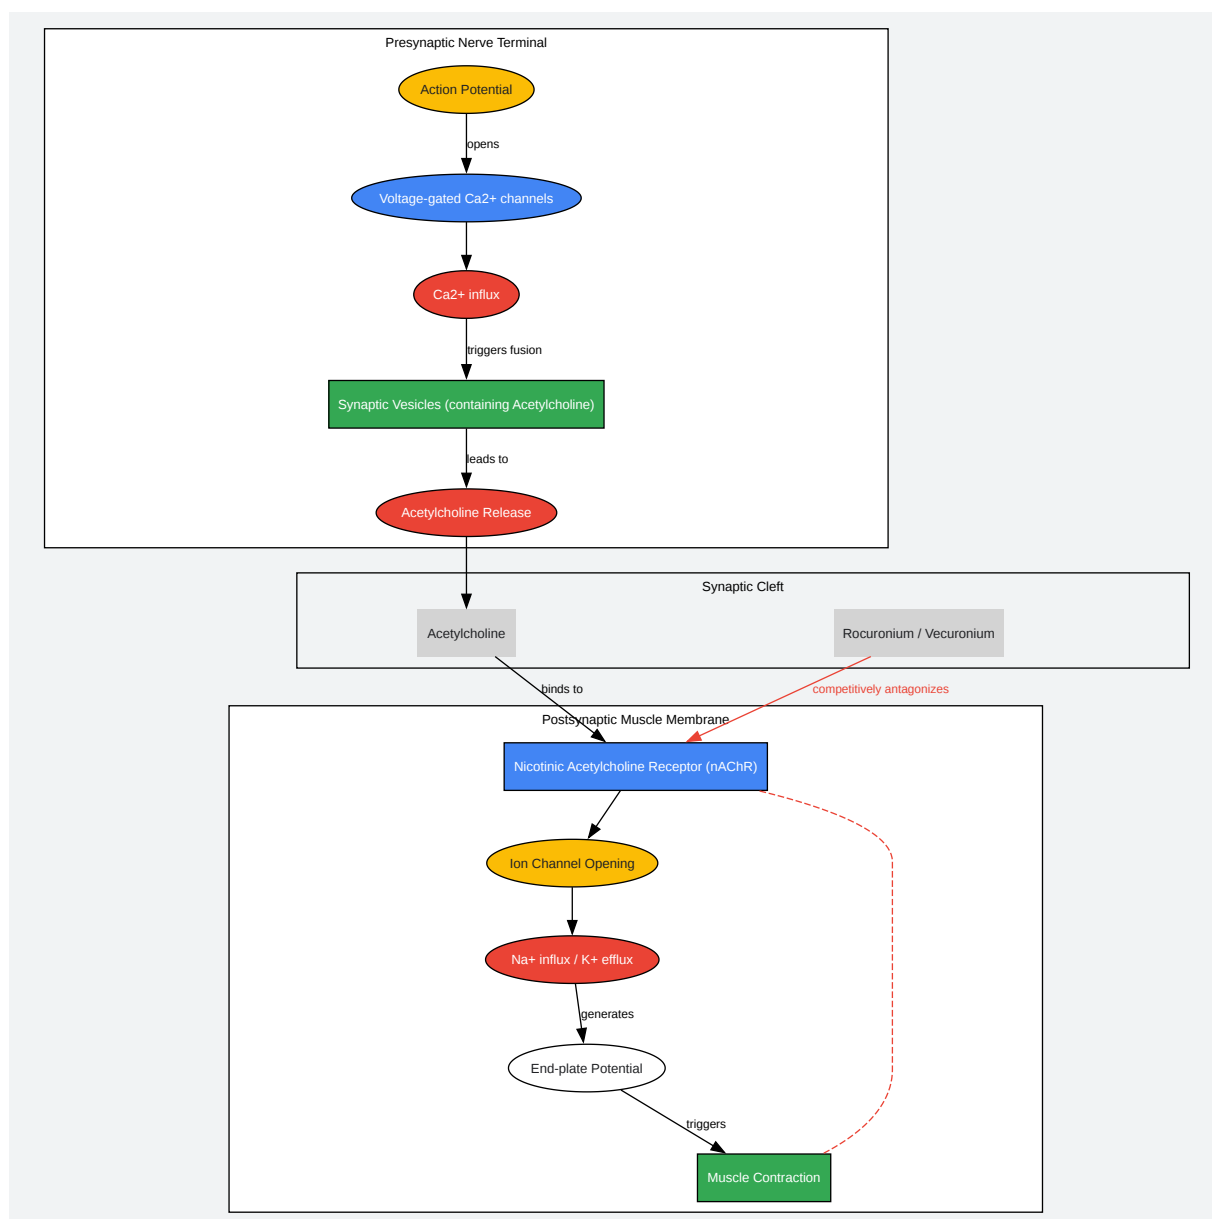 Presynaptic Nerve Terminal
Action Potential
opens
Voltage-gated Ca2+ channels
Ca2+ influx
triggers fusion
Synaptic Vesicles (containing Acetylcholine)
leads to
Acetylcholine Release
Synaptic Cleft
Acetylcholine
Rocuronium / Vecuronium
binds to
competitively antagonizes
Postsynaptic Muscle Membrane
Nicotinic Acetylcholine Receptor (nAChR)
Ion Channel Opening
Na+ influx / K+ efflux
generates
End-plate Potential
triggers
Muscle Contraction